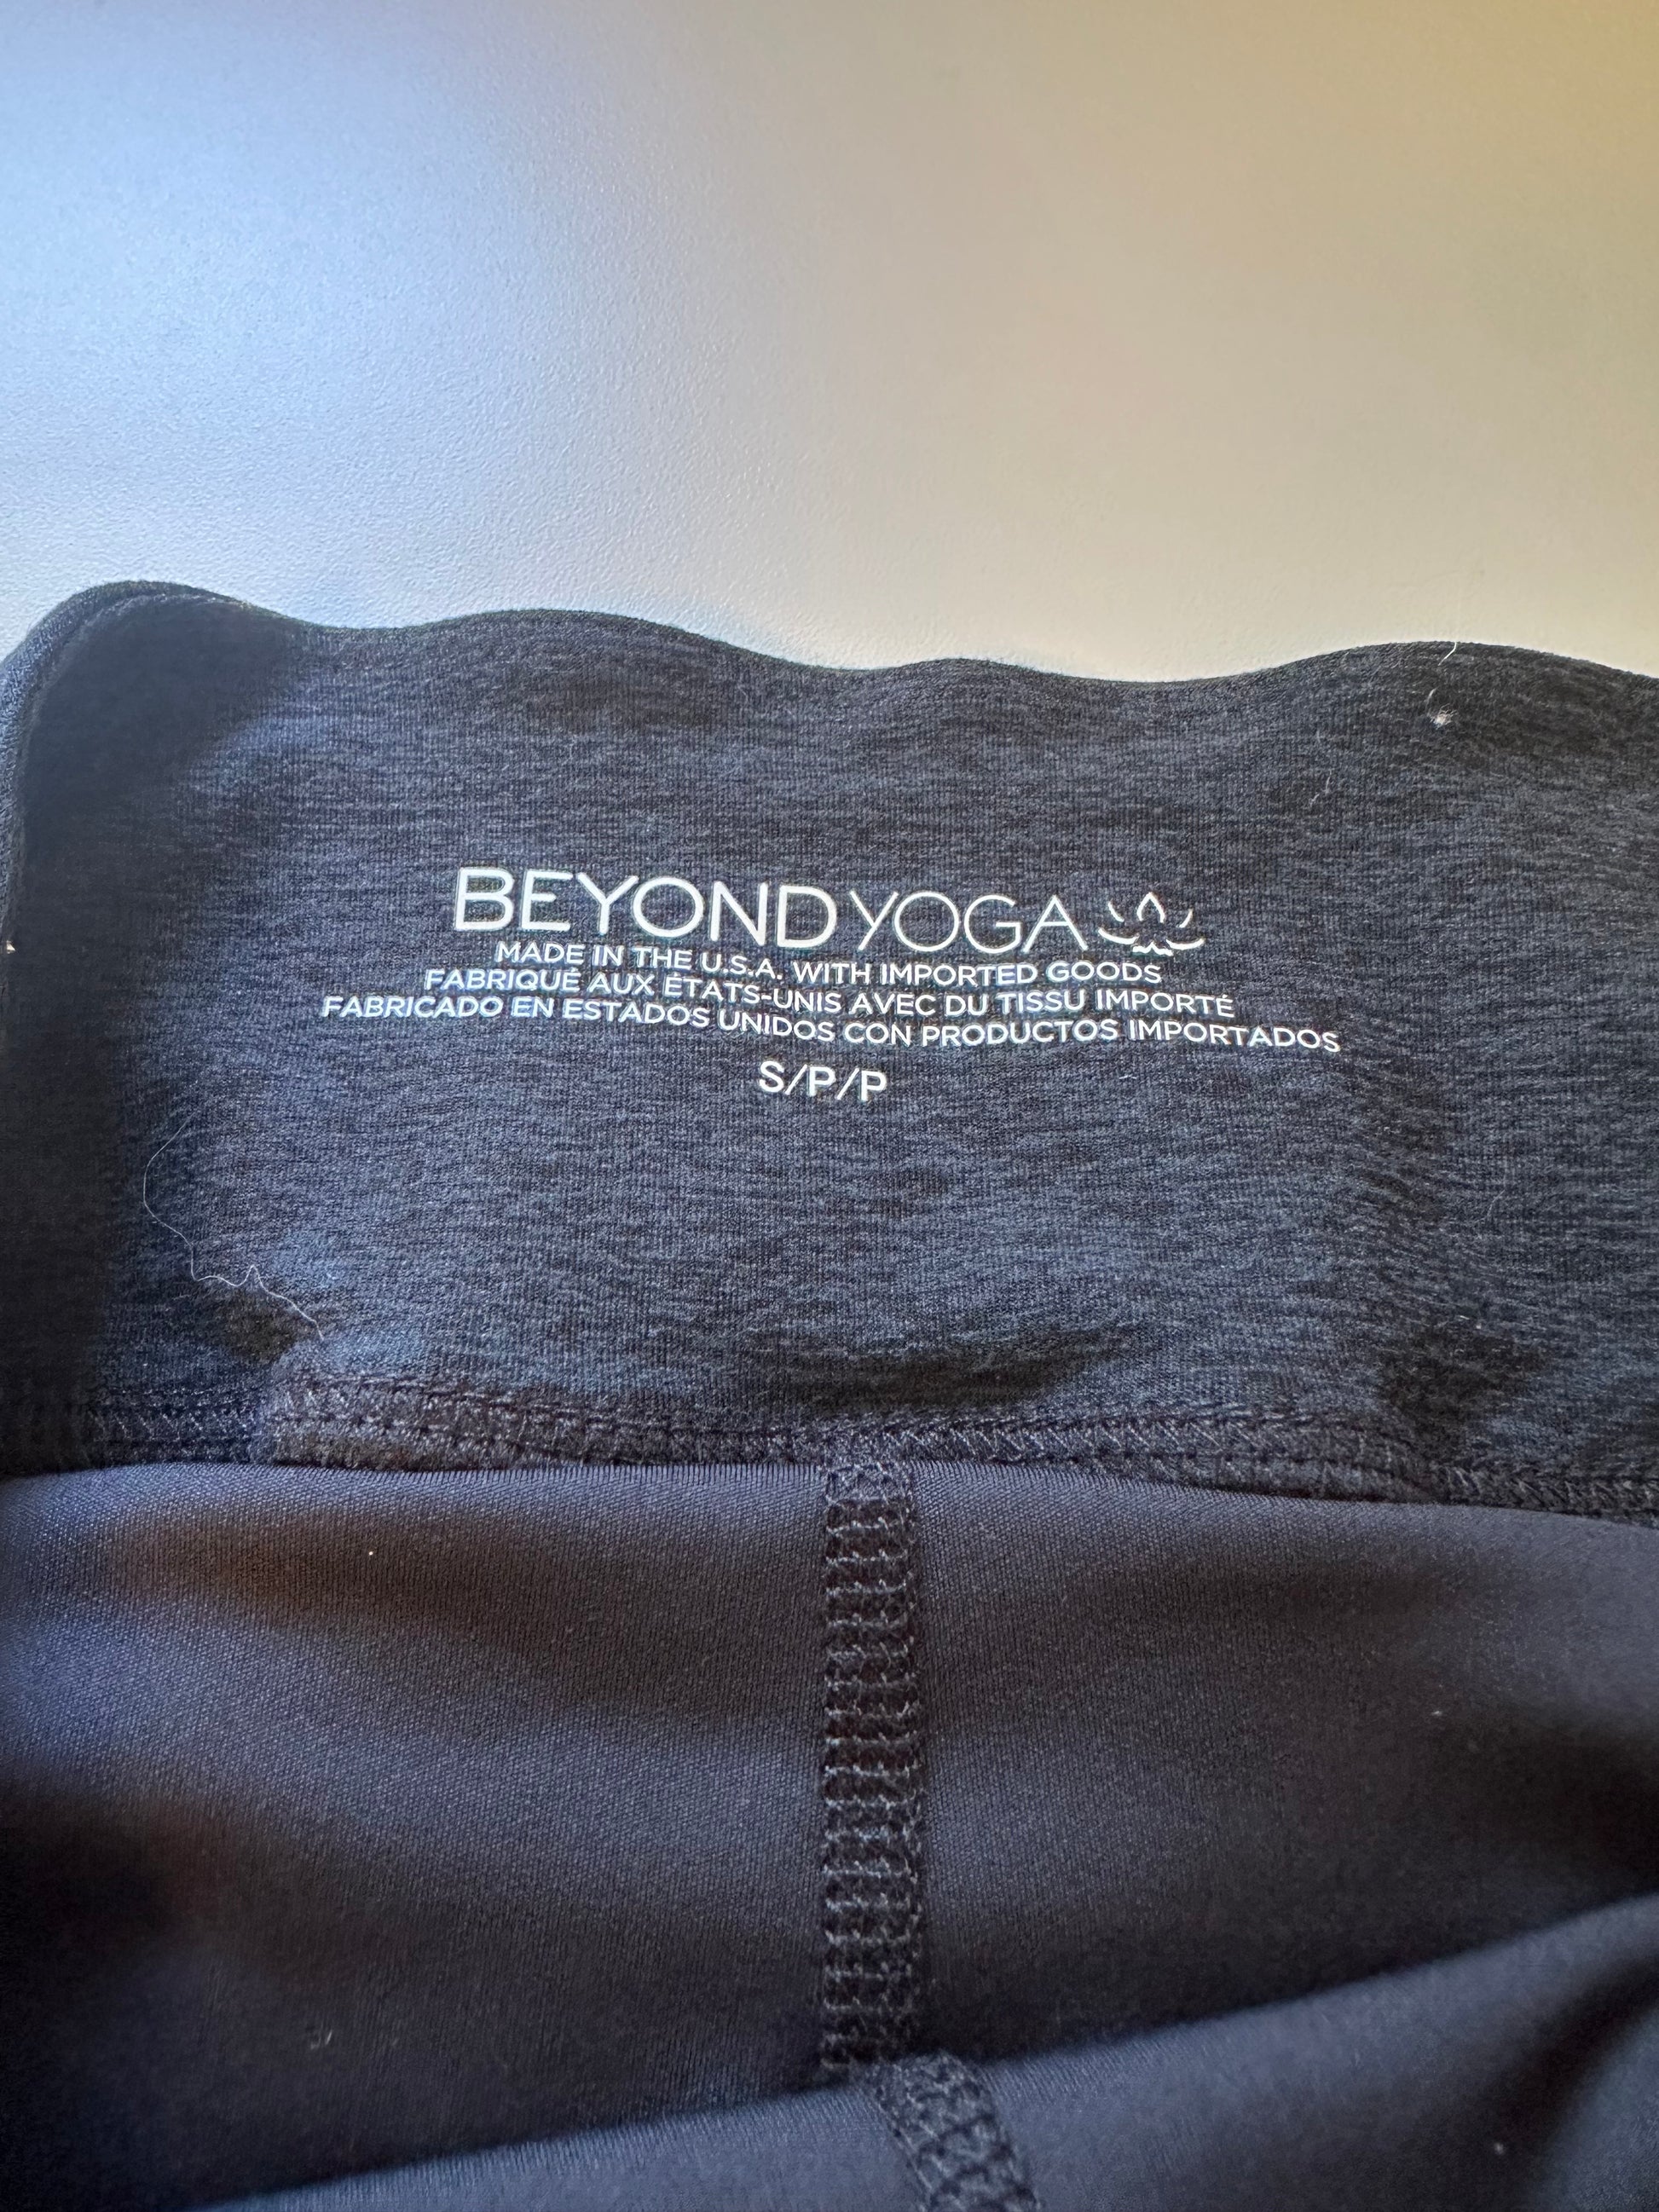 BEYOND YOGA
MADE IN THE U.S.A. WITH IMPORTED GOODS
FABRIQUÉ AUX ÉTATS-UNIS AVEC DU TISSU IMPORTÉ
FABRICADO EN ESTADOS UNIDOS CON PRODUCTOS IMPORTADOS
S/P/P